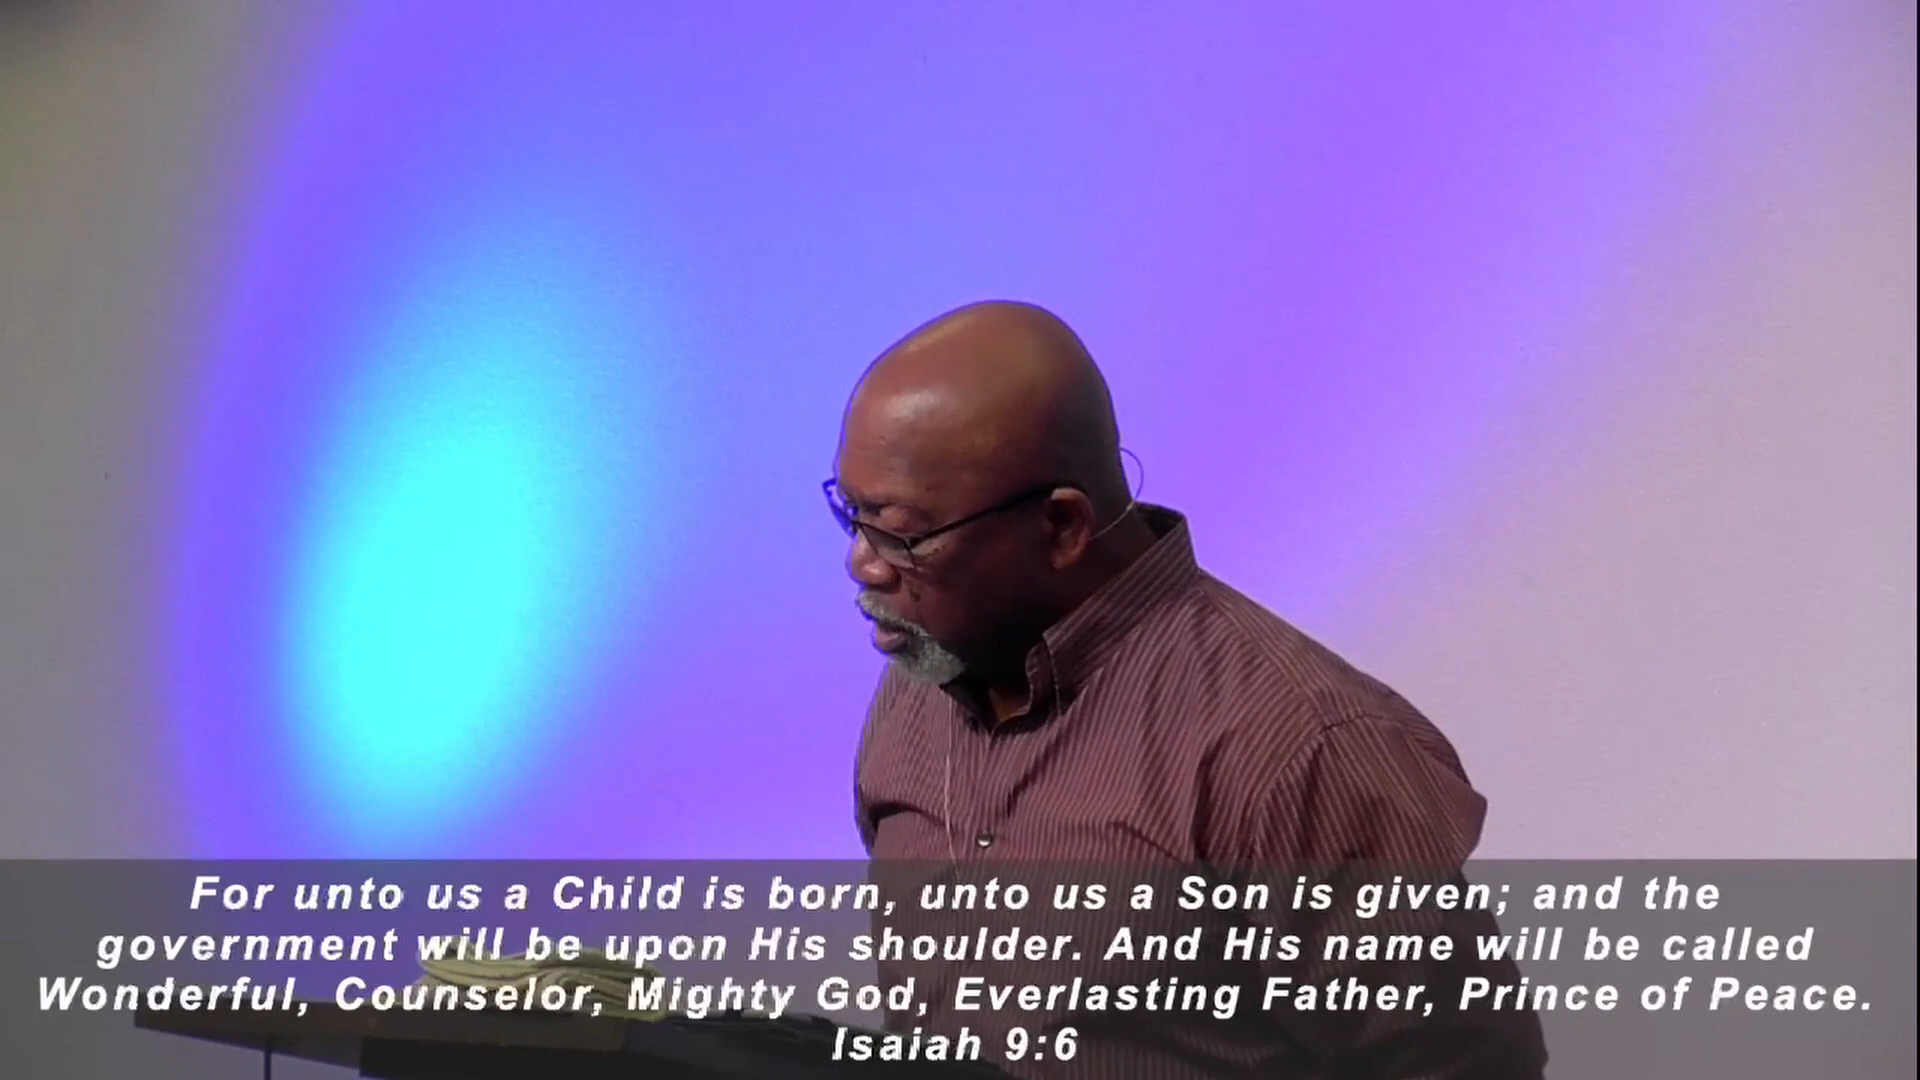 For unto us a Child is born, unto us a Son is given; and the
government will be upon His shoulder. And His name will be called
Wonderful, Counselor, Mighty God, Everlasting Father, Prince of Peace.
Isaiah 9:6